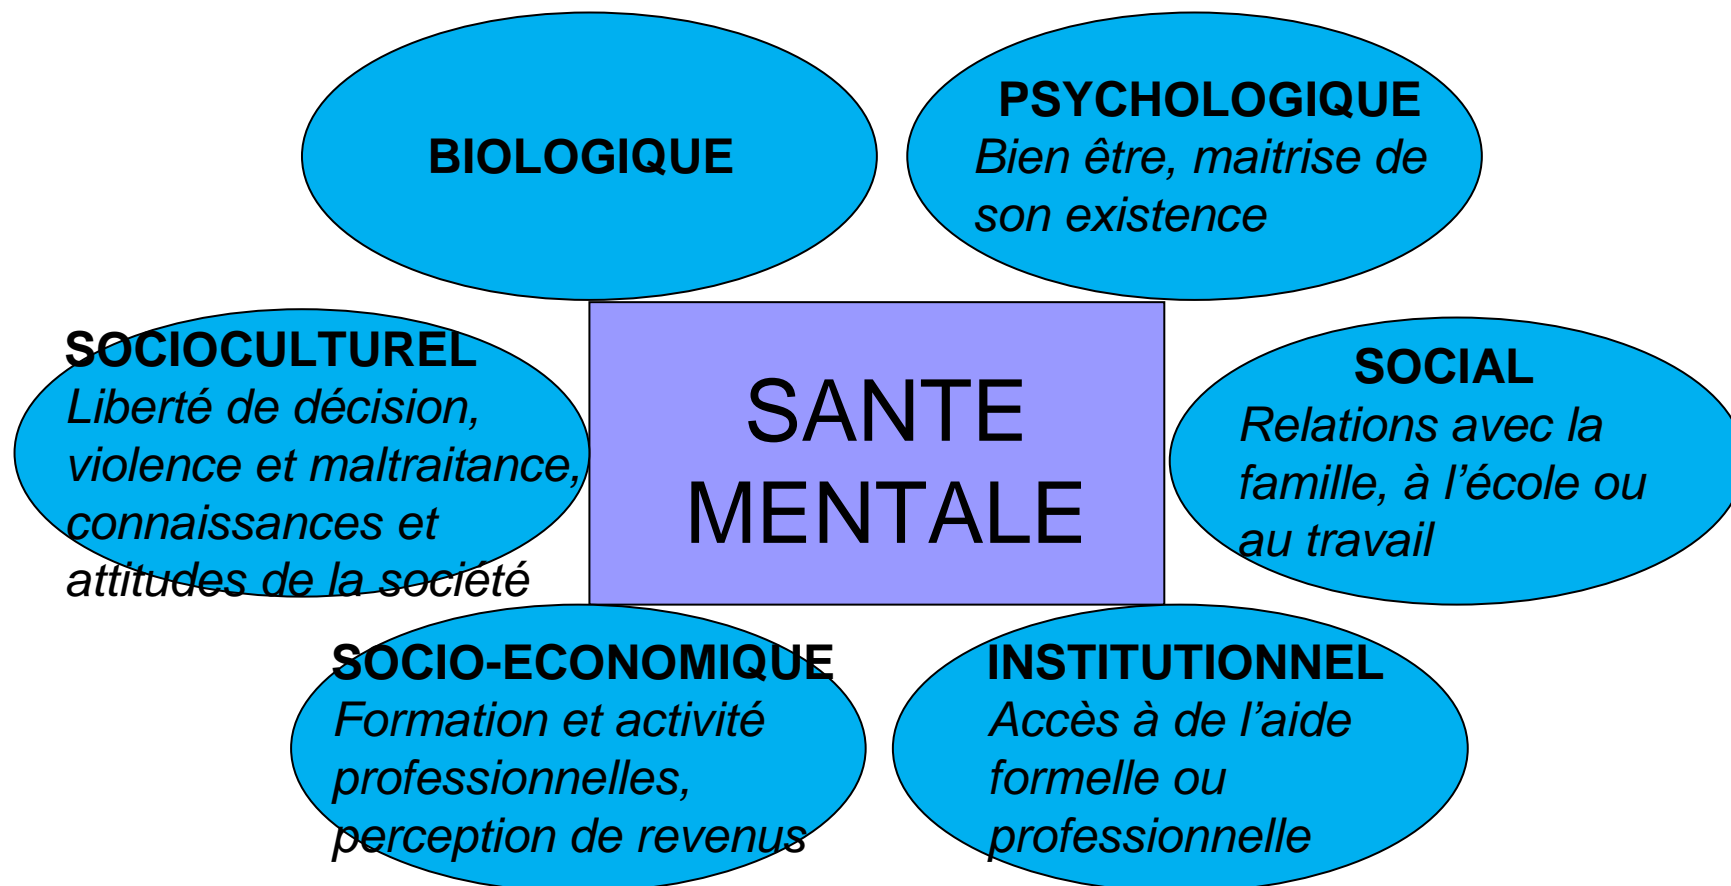 BIOLOGIQUE
PSYCHOLOGIQUE
Bien être, maitrise de
son existence
SOCIOCULTUREL
Liberté de décision,
violence et maltraitance,
connaissances et
attitudes de la société
SANTE
MENTALE
SOCIAL
Relations avec la
famille, à l’école ou
au travail
SOCIO-ECONOMIQUE
Formation et activité
professionnelles,
perception de revenus
INSTITUTIONNEL
Accès à de l’aide
formelle ou
professionnelle